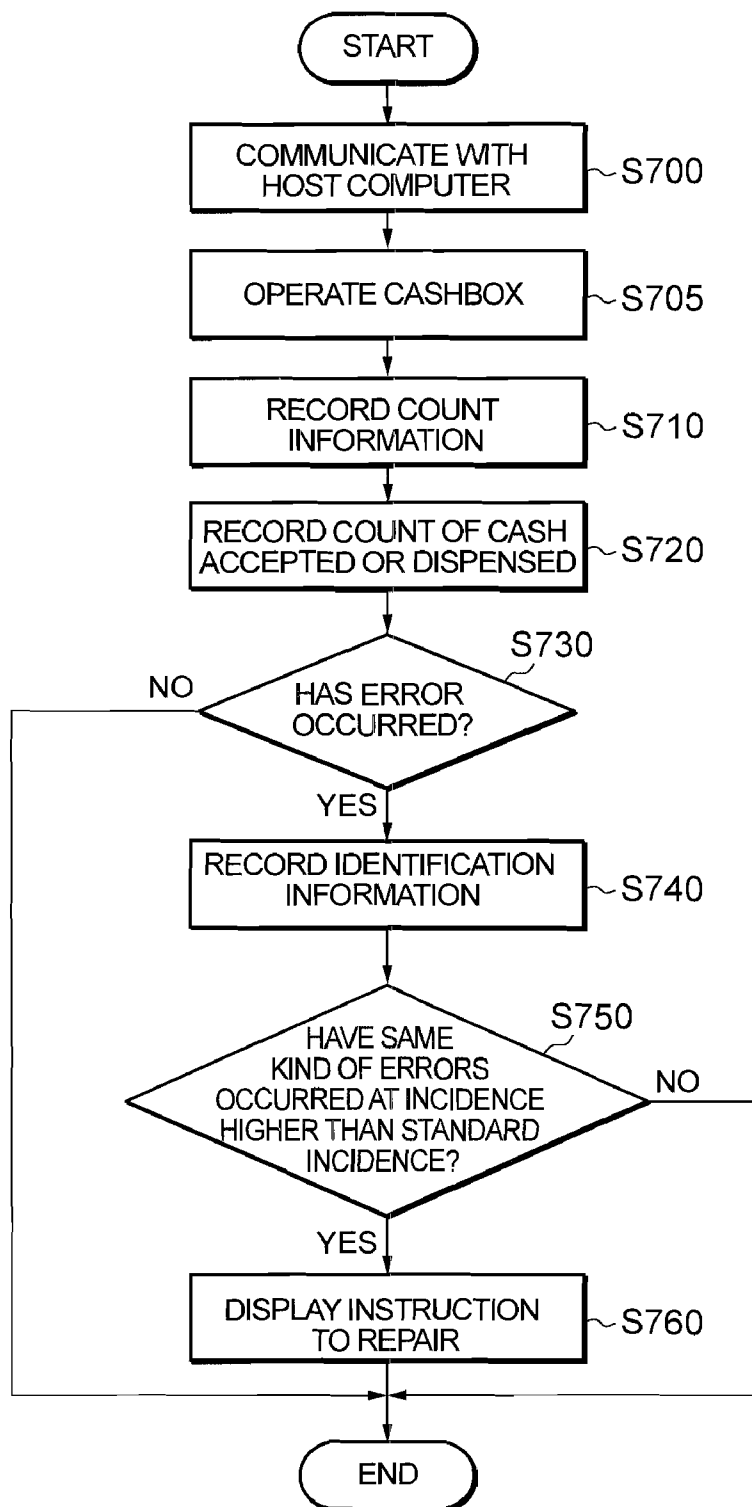 START
COMMUNICATE WITH
HOST COMPUTER
S700
OPERATE CASHBOX
S705
RECORD COUNT
INFORMATION
S710
RECORD COUNT OF CASH
ACCEPTED OR DISPENSED
S720
S730
NO
HAS ERROR
OCCURRED?
YES
RECORD IDENTIFICATION
INFORMATION
S740
S750
HAVE SAME
KIND OF ERRORS
OCCURRED AT INCIDENCE
HIGHER THAN STANDARD
INCIDENCE?
NO
YES
DISPLAY INSTRUCTION
TO REPAIR
S760
END